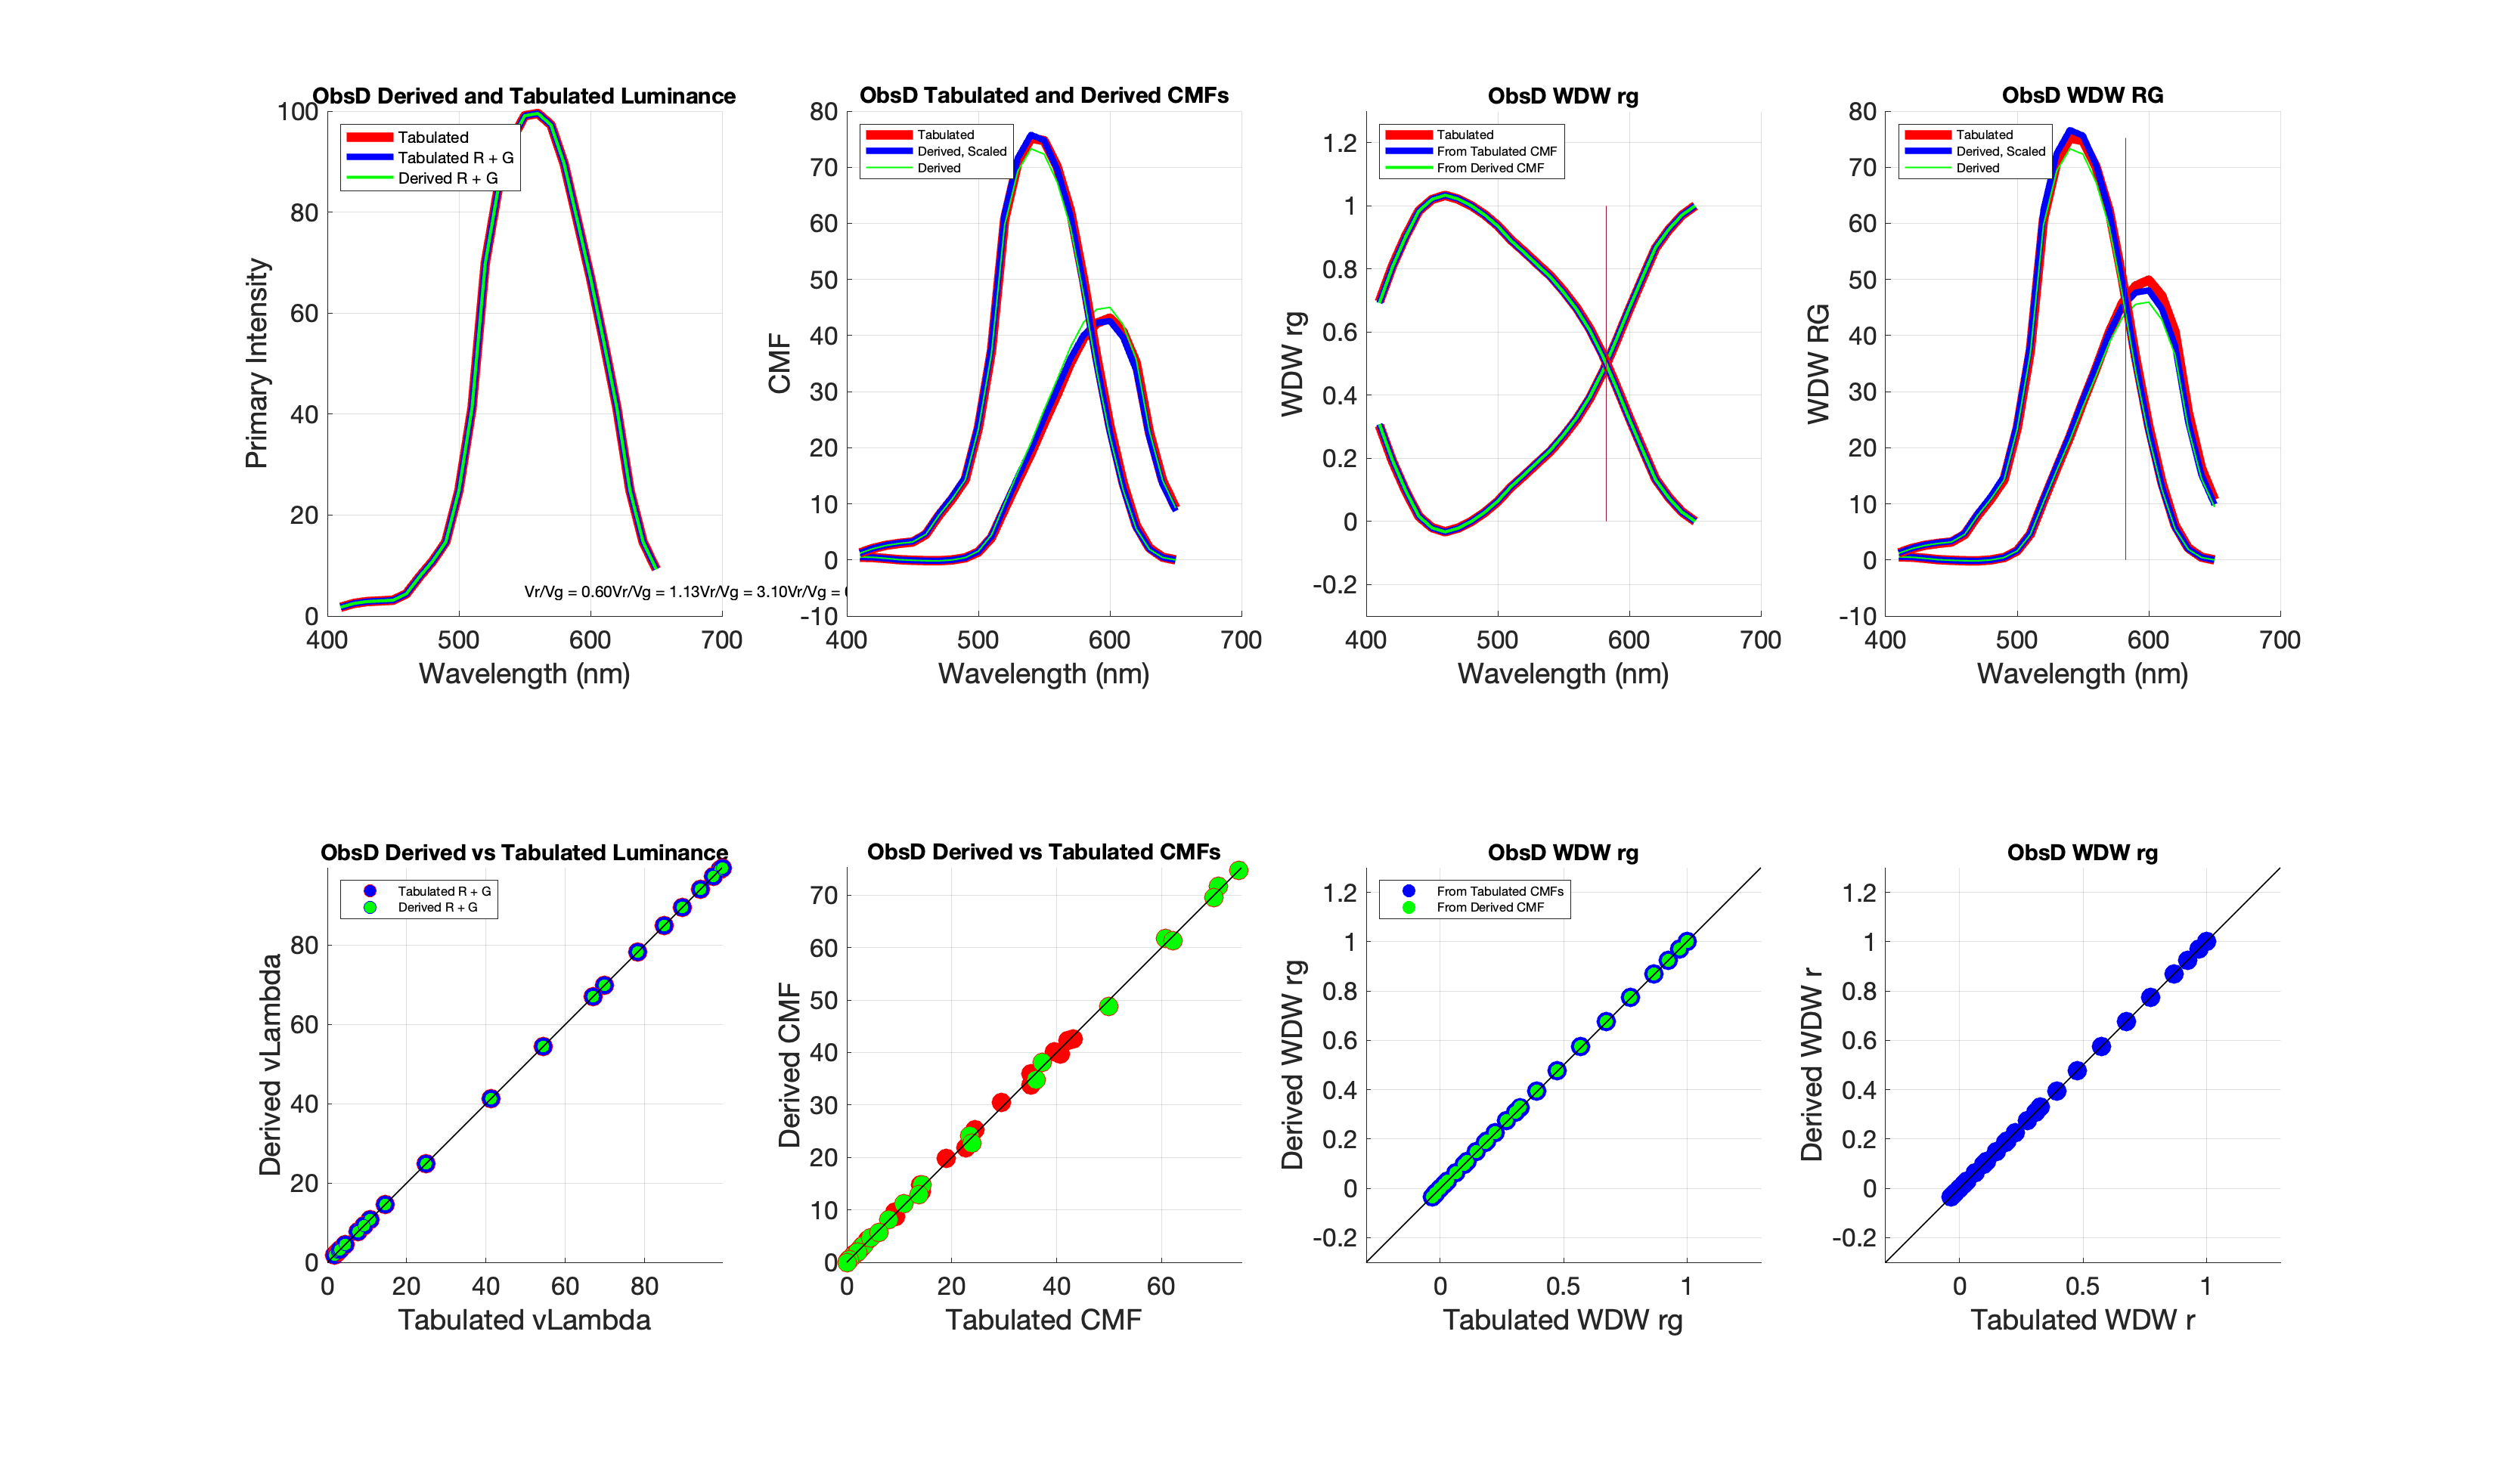 ObsD Derived and Tabulated Luminance
Tabulated
Tabulated R + G
Derived R + G
Primary Intensity
100
80
60
40
20
0
Vr/Vg = 0.60Vr/Vg = 1.13Vr/Vg = 3.10Vr/Vg =
400 500 600 700
Wavelength (nm)
ObsD Tabulated and Derived CMFs
Tabulated
Derived, Scaled
Derived
CMF
80
70
60
50
40
30
20
10
0
-10
400 500 600 700
Wavelength (nm)
ObsD WDW rg
Tabulated
From Tabulated CMF
From Derived CMF
WDW rg
1.2
1
0.8
0.6
0.4
0.2
0
-0.2
400 500 600 700
Wavelength (nm)
ObsD WDW RG
Tabulated
Derived, Scaled
Derived
WDW RG
80
70
60
50
40
30
20
10
0
-10
400 500 600 700
Wavelength (nm)
ObsD Derived vs Tabulated Luminance
Tabulated R + G
Derived R + G
Derived vLambda
80
60
40
20
0
0 20 40 60 80
Tabulated vLambda
ObsD Derived vs Tabulated CMFs
Derived CMF
70
60
50
40
30
20
10
0
0 20 40 60
Tabulated CMF
ObsD WDW rg
From Tabulated CMFs
From Derived CMF
Derived WDW rg
1.2
1
0.8
0.6
0.4
0.2
0
-0.2
0 0.5 1
Tabulated WDW rg
ObsD WDW rg
Derived WDW r
1.2
1
0.8
0.6
0.4
0.2
0
-0.2
0 0.5 1
Tabulated WDW r